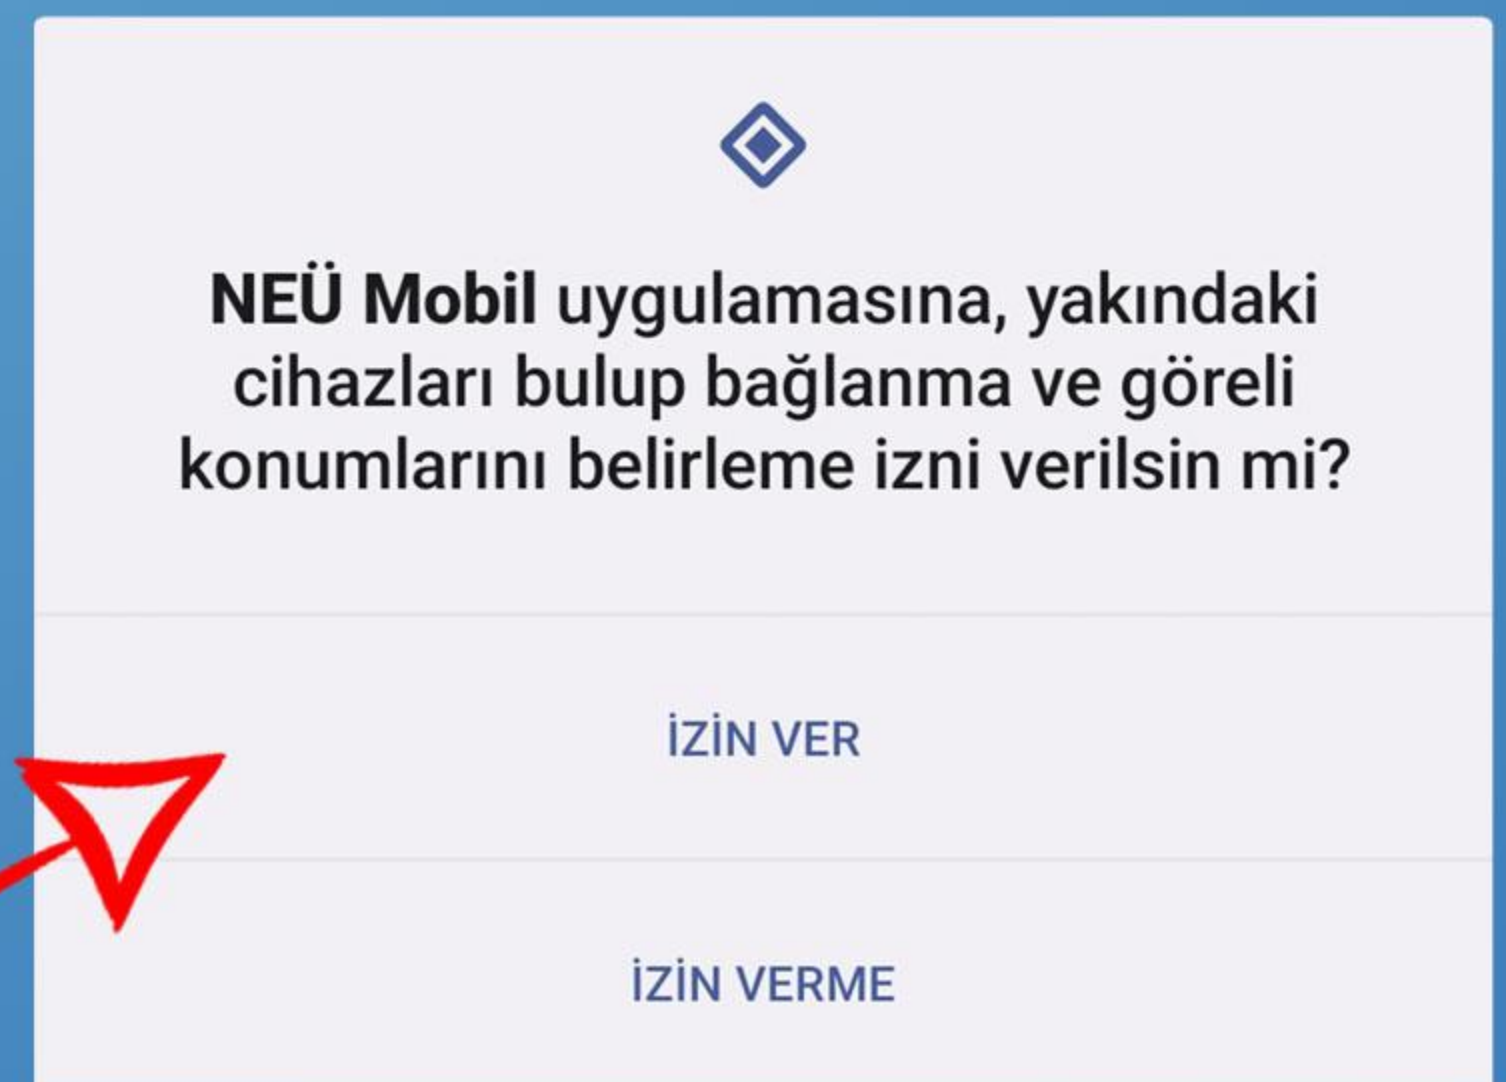 NEÜ Mobil uygulamasına, yakındaki
cihazları bulup bağlanma ve göreli
konumlarını belirleme izni verilsin mi?
İZİN VER
İZİN VERME